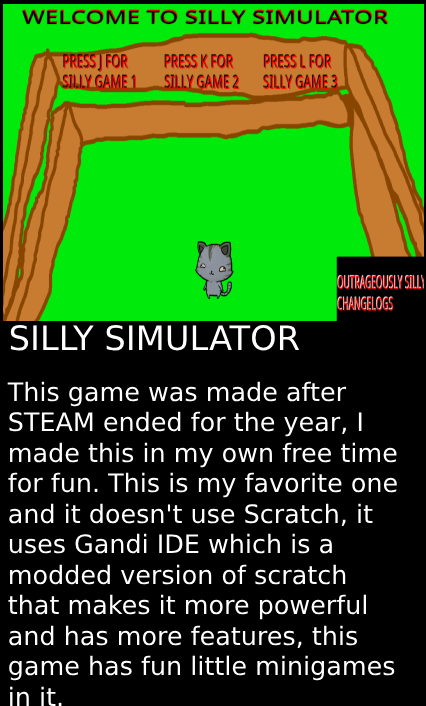 WELCOME TO SILLY SIMULATOR
PRESS J FOR
SILLY GAME 1
PRESS K FOR
SILLY GAME 2
PRESS L FOR
SILLY GAME 3
OUTRAGEOUSLY SILLY
CHANGELOGS
SILLY SIMULATOR
This game was made after
STEAM ended for the year, I
made this in my own free time
for fun. This is my favorite one
and it doesn't use Scratch, it
uses Gandi IDE which is a
modded version of scratch
that makes it more powerful
and has more features, this
game has fun little minigames
in it.